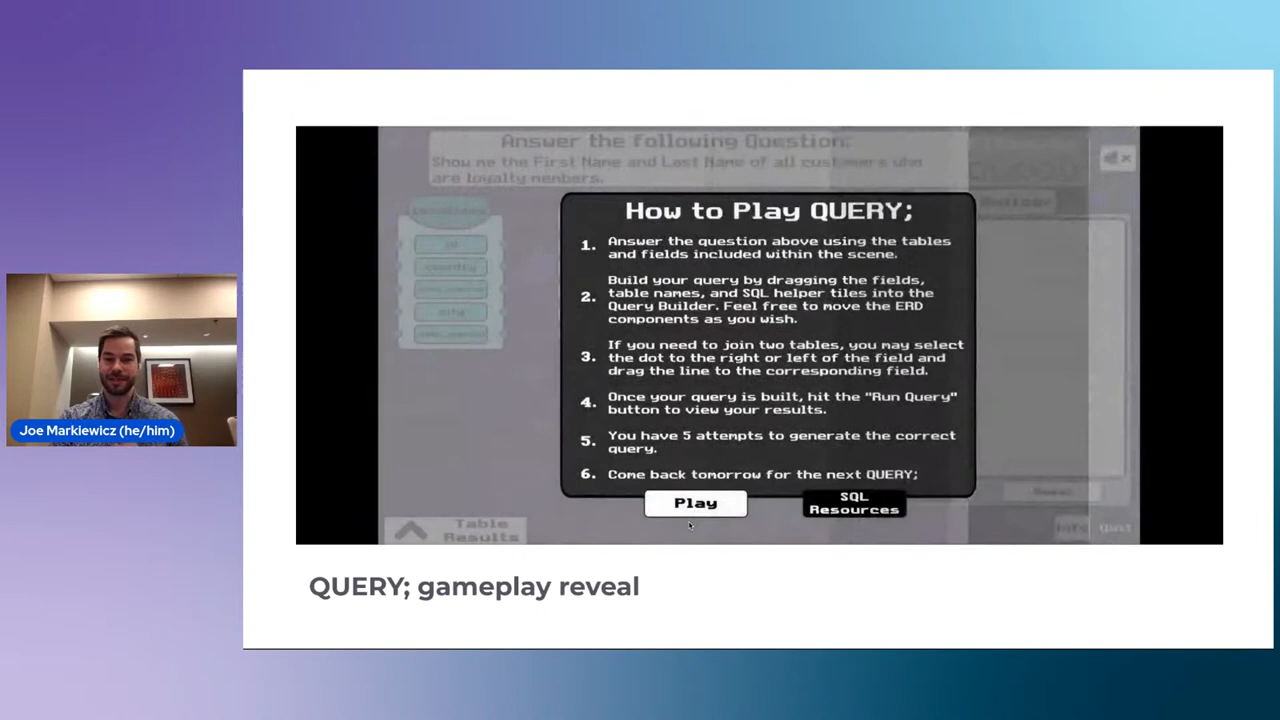 Answer the following Question:
Show me the First Name and Last Name of all customers who
are loyalty members.
How to Play QUERY;
1. Answer the question above using the tables
and fields included within the scene.
2. Build your query by dragging the fields,
table names, and SQL helper tiles into the
Query Builder. Feel free to move the ERD
components as you wish.
3. If you need to join two tables, you may select
the dot to the right or left of the field and
drag the line to the corresponding field.
4. Once your query is built, hit the "Run Query"
button to view your results.
5. You have 5 attempts to generate the correct
query.
6. Come back tomorrow for the next QUERY;
Play
SQL
Resources
id
country
city
Table
Results
Info Quit
Joe Markiewicz (he/him)
QUERY; gameplay reveal